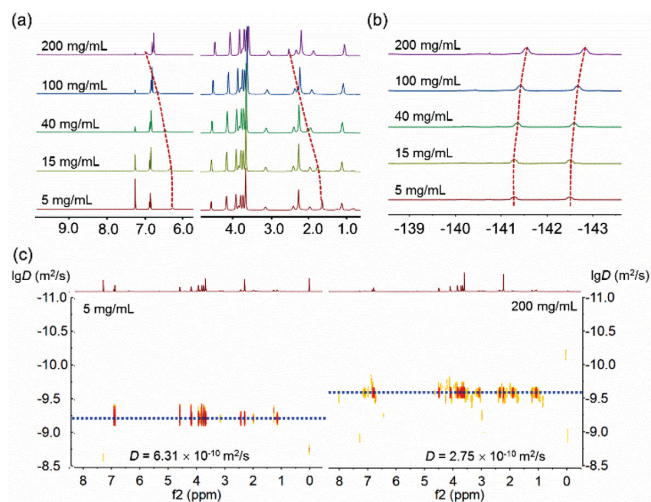 (a)
200 mg/mL
100 mg/mL
40 mg/mL
15 mg/mL
5 mg/mL
9.0 8.0 7.0 6.0 4.0 3.0 2.0 1.0
(b)
200 mg/mL
100 mg/mL
40 mg/mL
15 mg/mL
5 mg/mL
-139 -140 -141 -142 -143
(c)
lgD (m²/s)
5 mg/mL
-11.0
-10.5
-10.0
-9.5
-9.0
-8.5
D = 6.31 × 10⁻¹⁰ m²/s
8 7 6 5 4 3 2 1 0
f2 (ppm)
lgD (m²/s)
200 mg/mL
-11.0
-10.5
-10.0
-9.5
-9.0
-8.5
D = 2.75 × 10⁻¹⁰ m²/s
8 7 6 5 4 3 2 1 0
f2 (ppm)